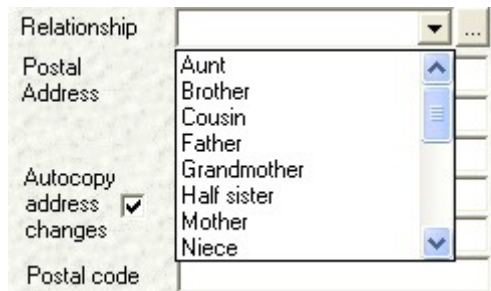 Relationship
...
Postal
Address
Aunt
Brother
Cousin
Father
Grandmother
Half sister
Mother
Niece
Autocopy
address
changes
Postal code